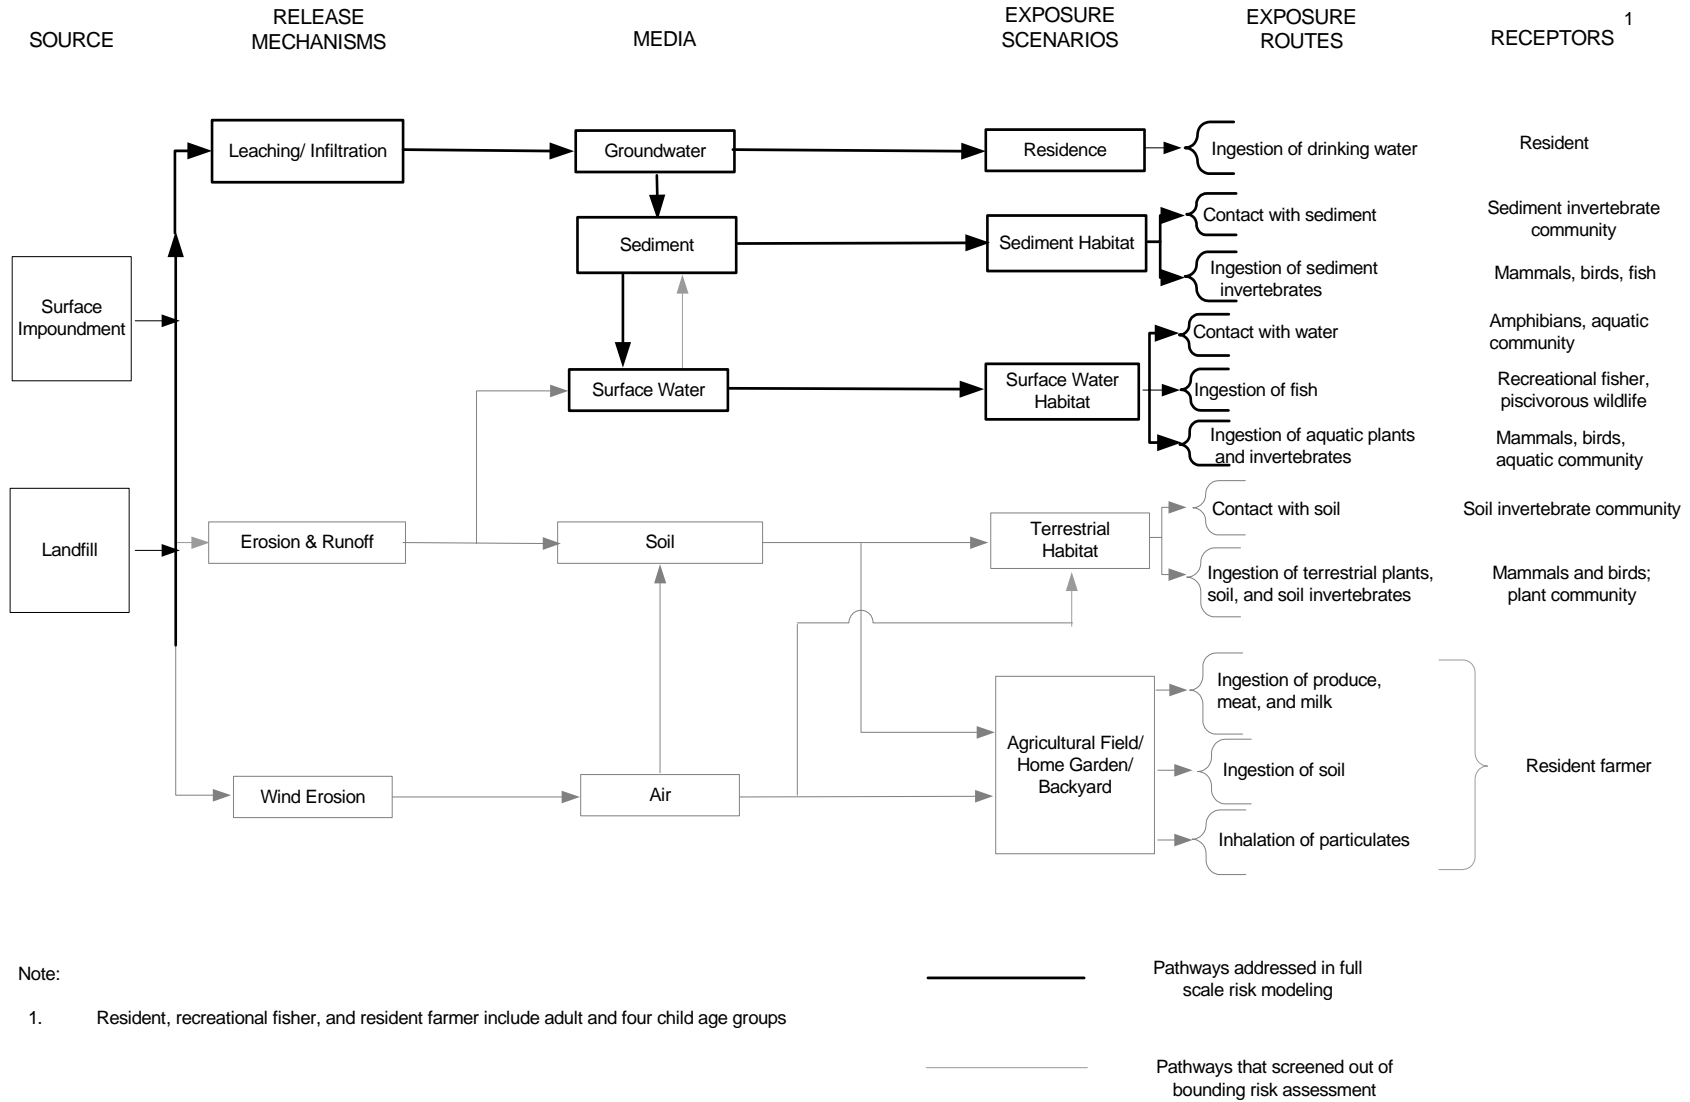 SOURCE
RELEASE
MECHANISMS
MEDIA
EXPOSURE
SCENARIOS
EXPOSURE
ROUTES
RECEPTORS 1
Leaching/ Infiltration
Groundwater
Residence
Ingestion of drinking water
Resident
Sediment
Sediment Habitat
Contact with sediment
Sediment invertebrate
community
Ingestion of sediment
invertebrates
Mammals, birds, fish
Surface
Impoundment
Surface Water
Surface Water
Habitat
Contact with water
Amphibians, aquatic
community
Ingestion of fish
Recreational fisher,
piscivorous wildlife
Ingestion of aquatic plants
and invertebrates
Mammals, birds,
aquatic community
Landfill
Erosion & Runoff
Soil
Terrestrial
Habitat
Contact with soil
Soil invertebrate community
Ingestion of terrestrial plants,
soil, and soil invertebrates
Mammals and birds;
plant community
Wind Erosion
Air
Agricultural Field/
Home Garden/
Backyard
Ingestion of produce,
meat, and milk
Ingestion of soil
Inhalation of particulates
Resident farmer
Note:
1. Resident, recreational fisher, and resident farmer include adult and four child age groups
Pathways addressed in full
scale risk modeling
Pathways that screened out of
bounding risk assessment